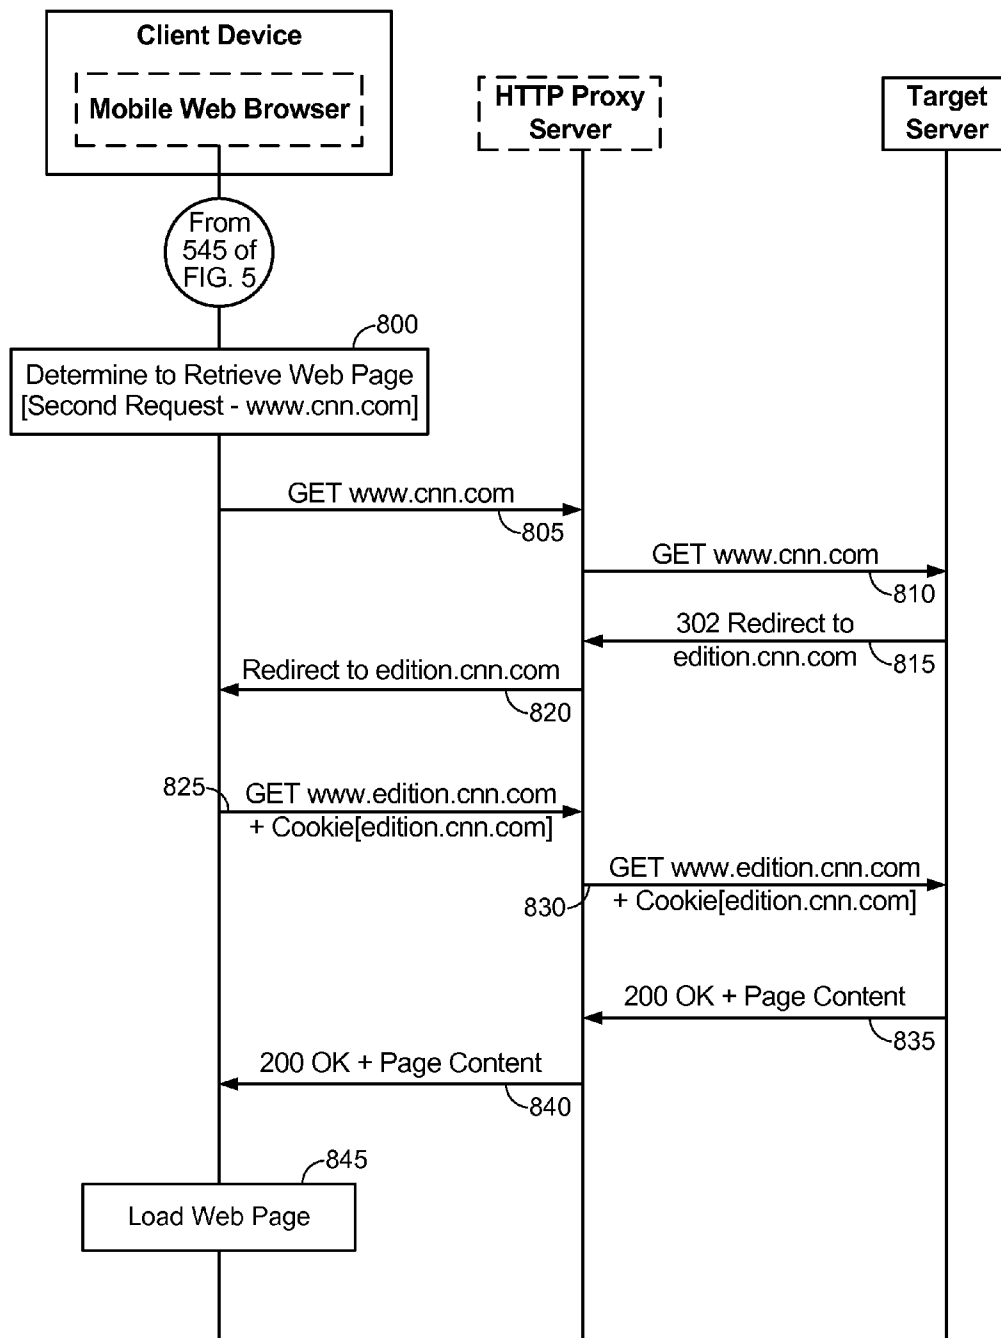 Client Device
Mobile Web Browser
HTTP Proxy
Server
Target
Server
From
545 of
FIG. 5
800
Determine to Retrieve Web Page
[Second Request - www.cnn.com]
GET www.cnn.com
805
GET www.cnn.com
810
302 Redirect to
edition.cnn.com
815
Redirect to edition.cnn.com
820
825
GET www.edition.cnn.com
+ Cookie[edition.cnn.com]
GET www.edition.cnn.com
830
+ Cookie[edition.cnn.com]
200 OK + Page Content
835
200 OK + Page Content
840
845
Load Web Page